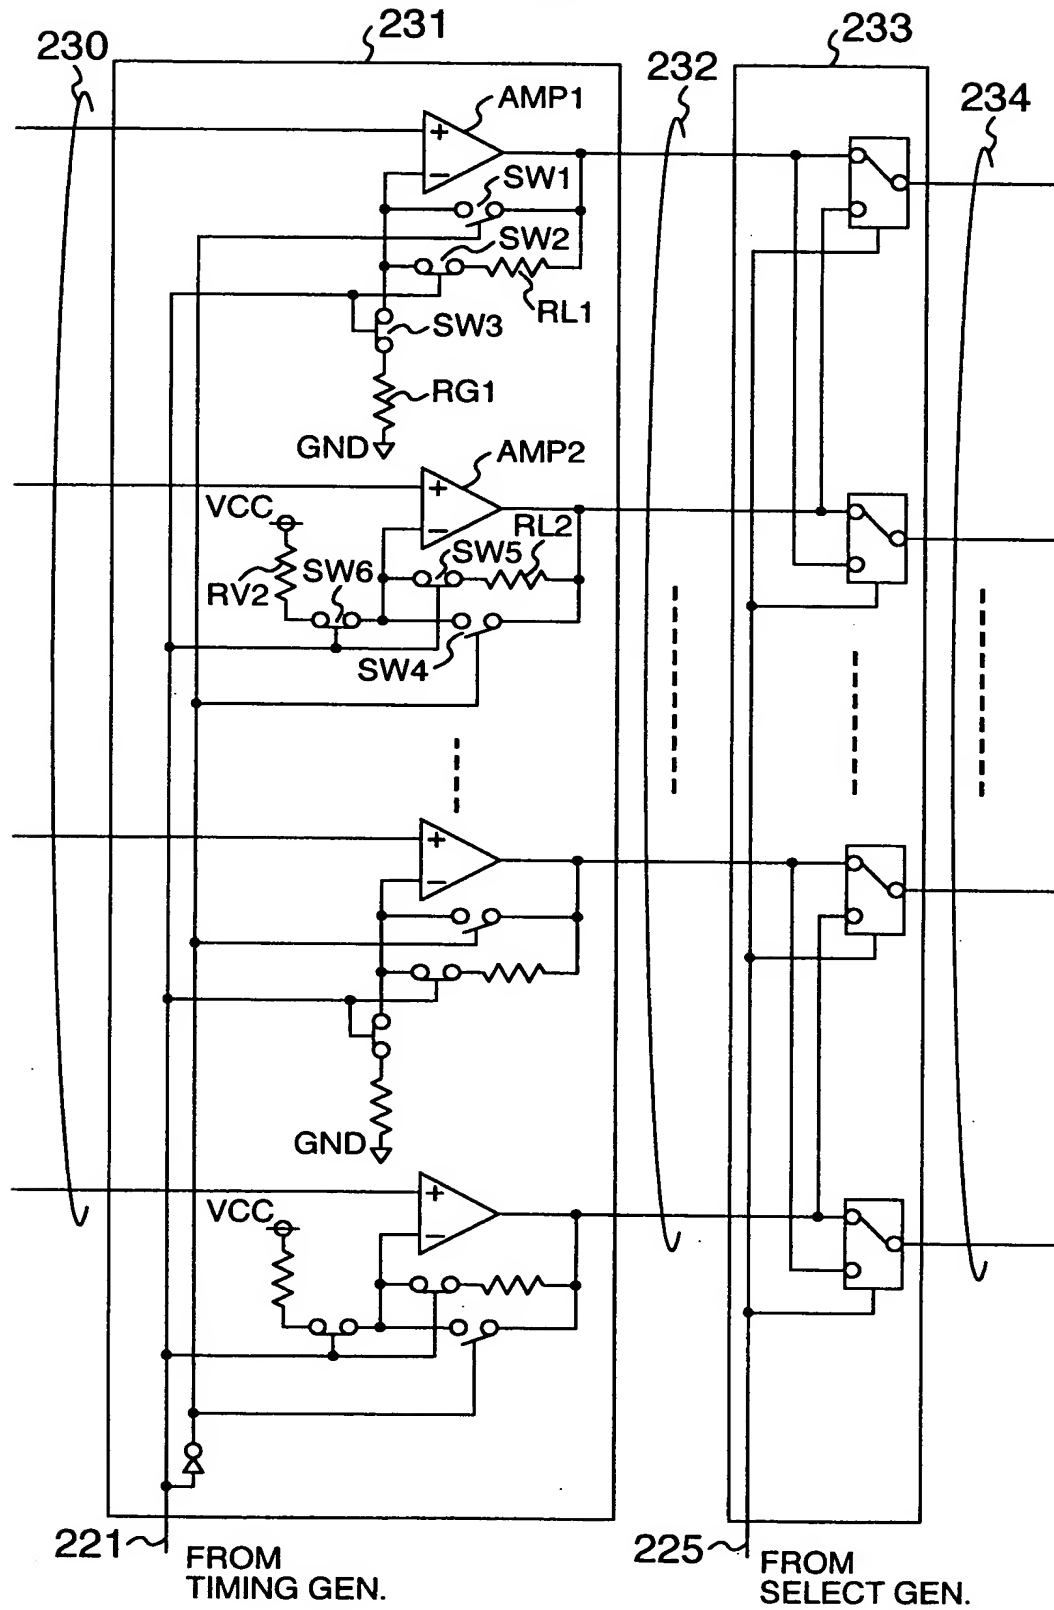 231
233
230
232
234
AMP1
+
−
SW1
SW2
RL1
SW3
RG1
GND
AMP2
VCC
+
−
RL2
SW5
SW6
RV2
SW4
+
−
GND
VCC
+
−
221
FROM
TIMING GEN.
225
FROM
SELECT GEN.